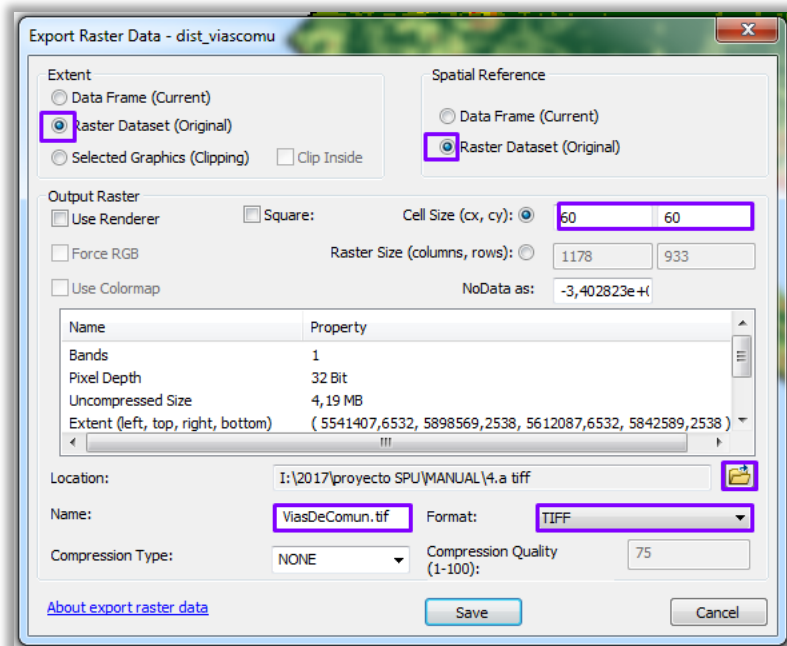 Export Raster Data - dist_viascomu
Extent
Data Frame (Current)
Raster Dataset (Original)
Selected Graphics (Clipping) Clip Inside
Spatial Reference
Data Frame (Current)
Raster Dataset (Original)
Output Raster
Use Renderer Square: Cell Size (cx, cy): 60 60
Force RGB Raster Size (columns, rows): 1178 933
Use Colormap NoData as: -3,402823e+(
Name Property
Bands 1
Pixel Depth 32 Bit
Uncompressed Size 4,19 MB
Extent (left, top, right, bottom) ( 5541407,6532, 5898569,2538, 5612087,6532, 5842589,2538 )
Location: I:\2017\proyecto SPU\MANUAL\4.a tiff
Name: ViasDeComun.tif Format: TIFF
Compression Type: NONE Compression Quality (1-100): 75
About export raster data Save Cancel